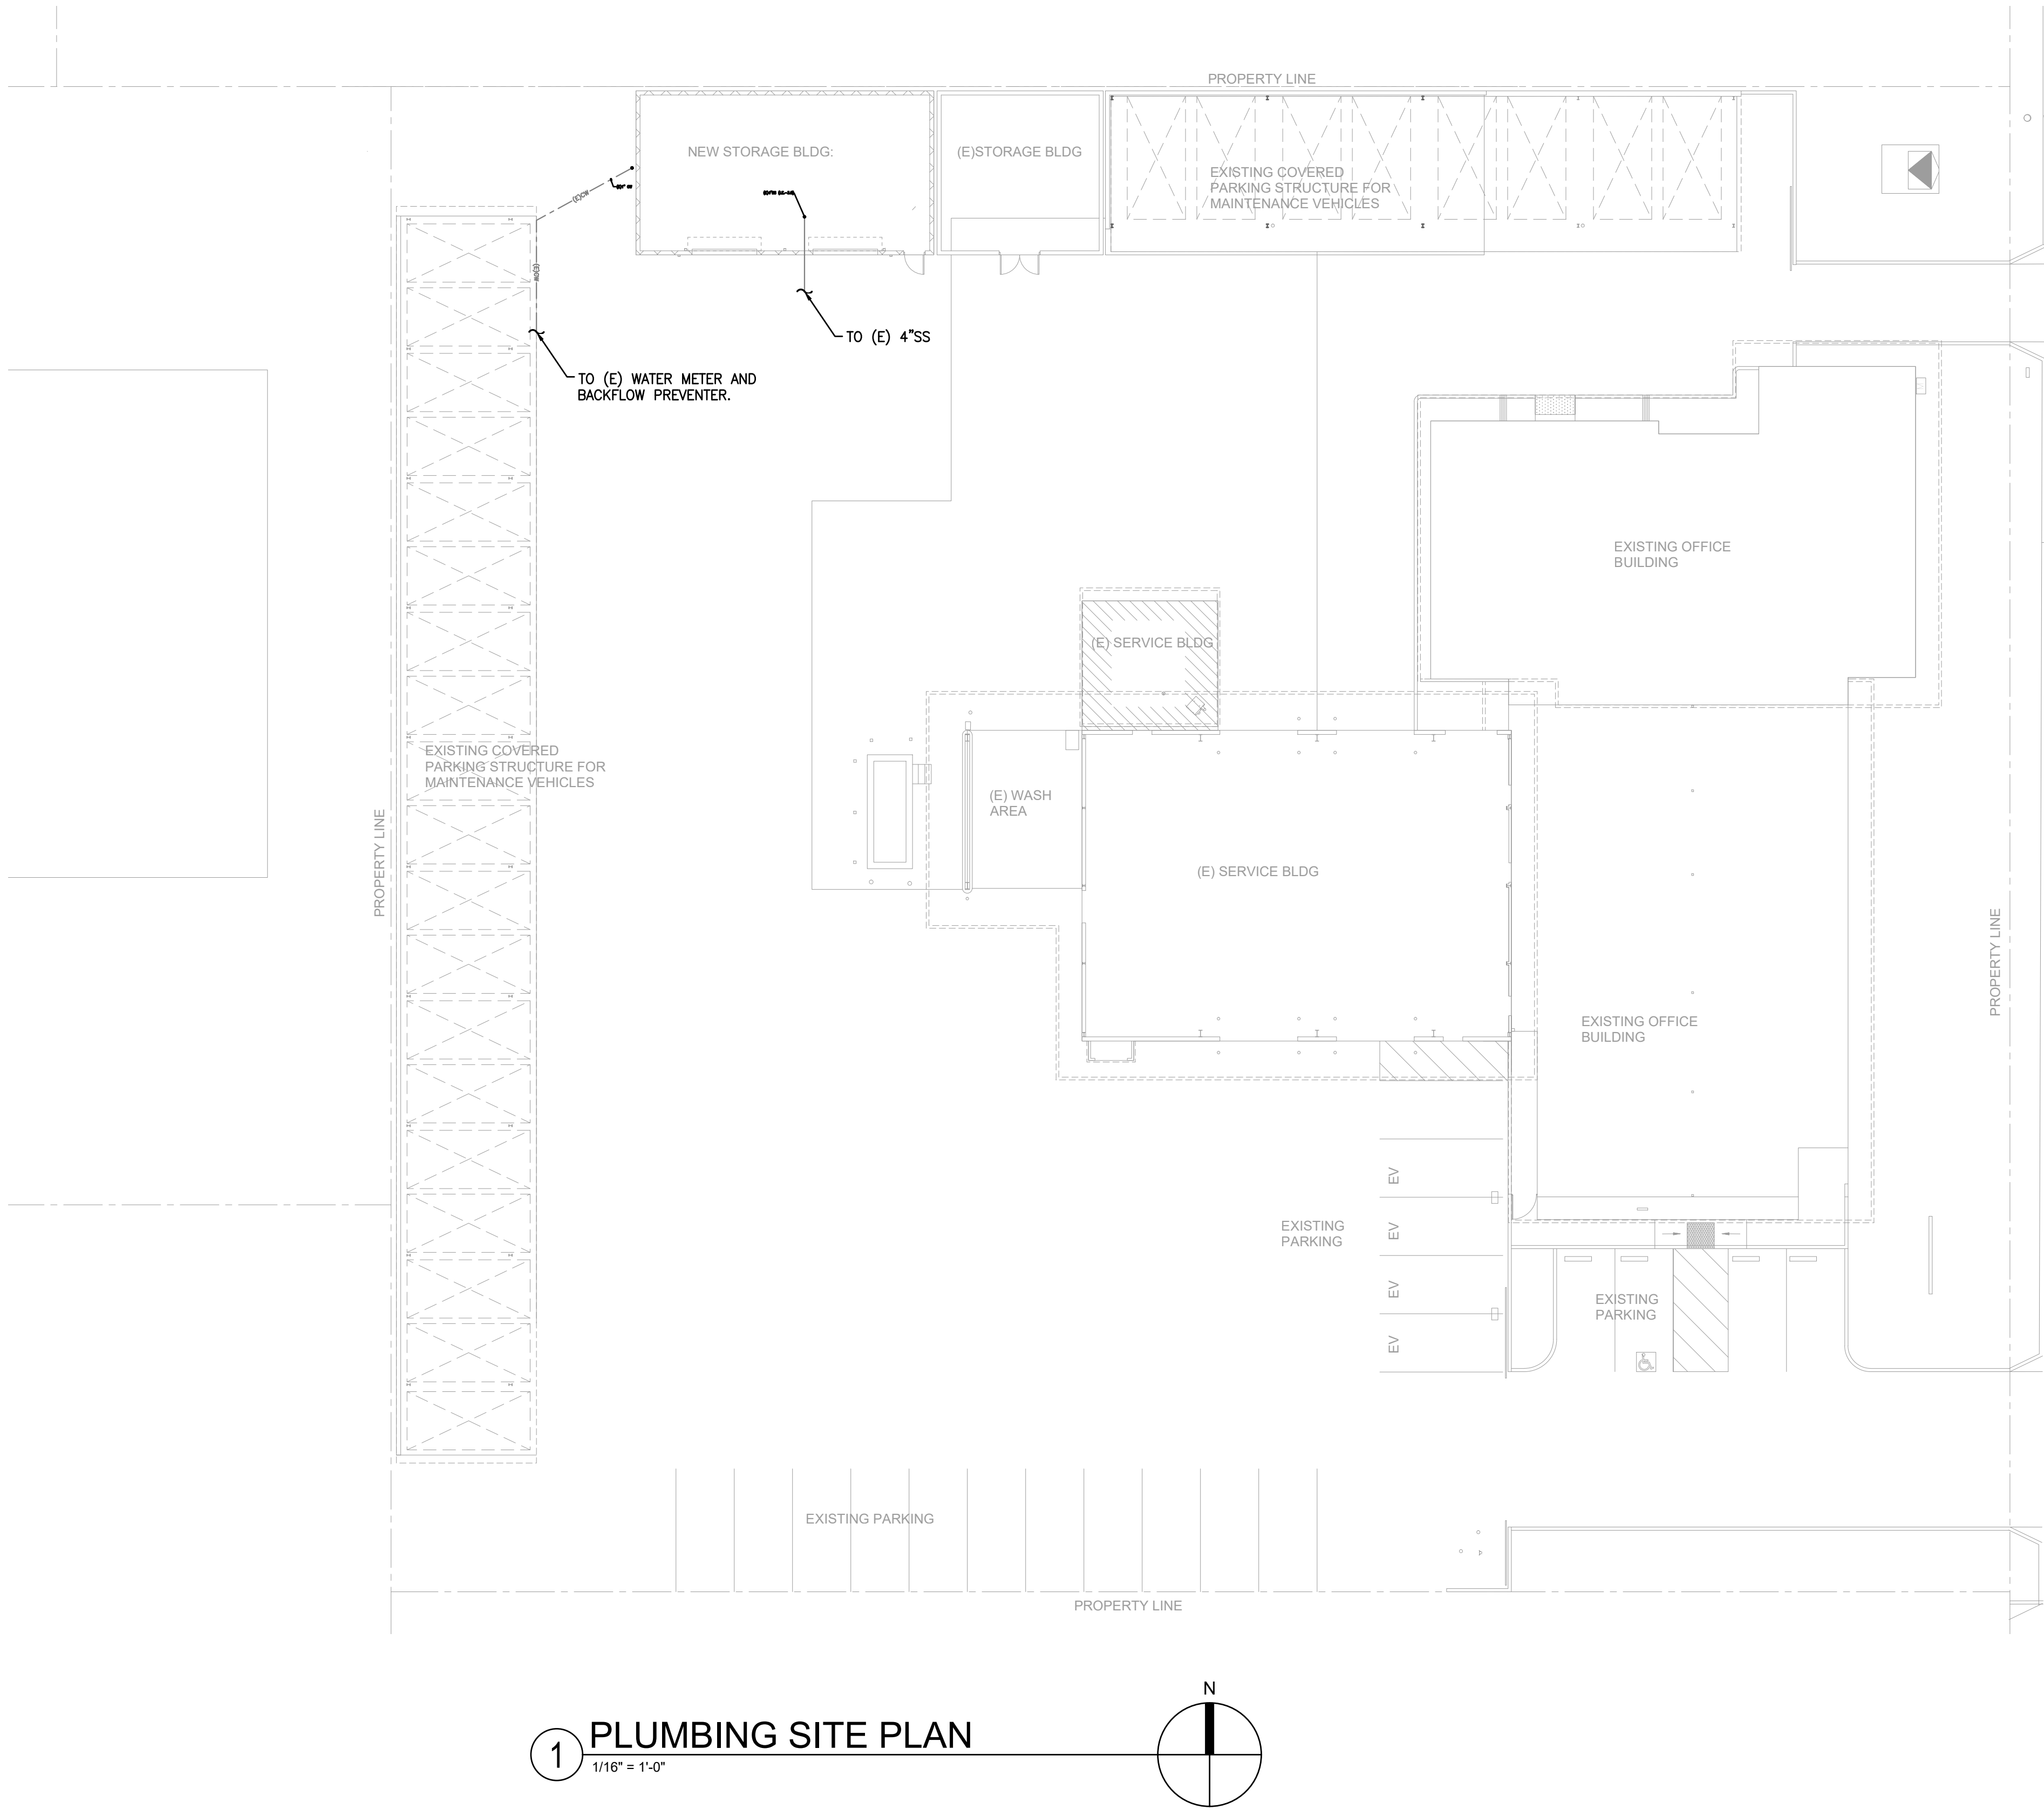 PROPERTY LINE
NEW STORAGE BLDG:
(E)STORAGE BLDG
EXISTING COVERED
PARKING STRUCTURE FOR
MAINTENANCE VEHICLES
(E)CW
(E)CW
TO (E) 4"SS
TO (E) WATER METER AND
BACKFLOW PREVENTER.
EXISTING OFFICE
BUILDING
(E) SERVICE BLDG
EXISTING COVERED
PARKING STRUCTURE FOR
MAINTENANCE VEHICLES
(E) WASH
AREA
(E) SERVICE BLDG
PROPERTY LINE
PROPERTY LINE
EXISTING OFFICE
BUILDING
EV
EV
EV
EV
EXISTING
PARKING
EXISTING
PARKING
EXISTING PARKING
PROPERTY LINE
N
1
PLUMBING SITE PLAN
1/16" = 1'-0"